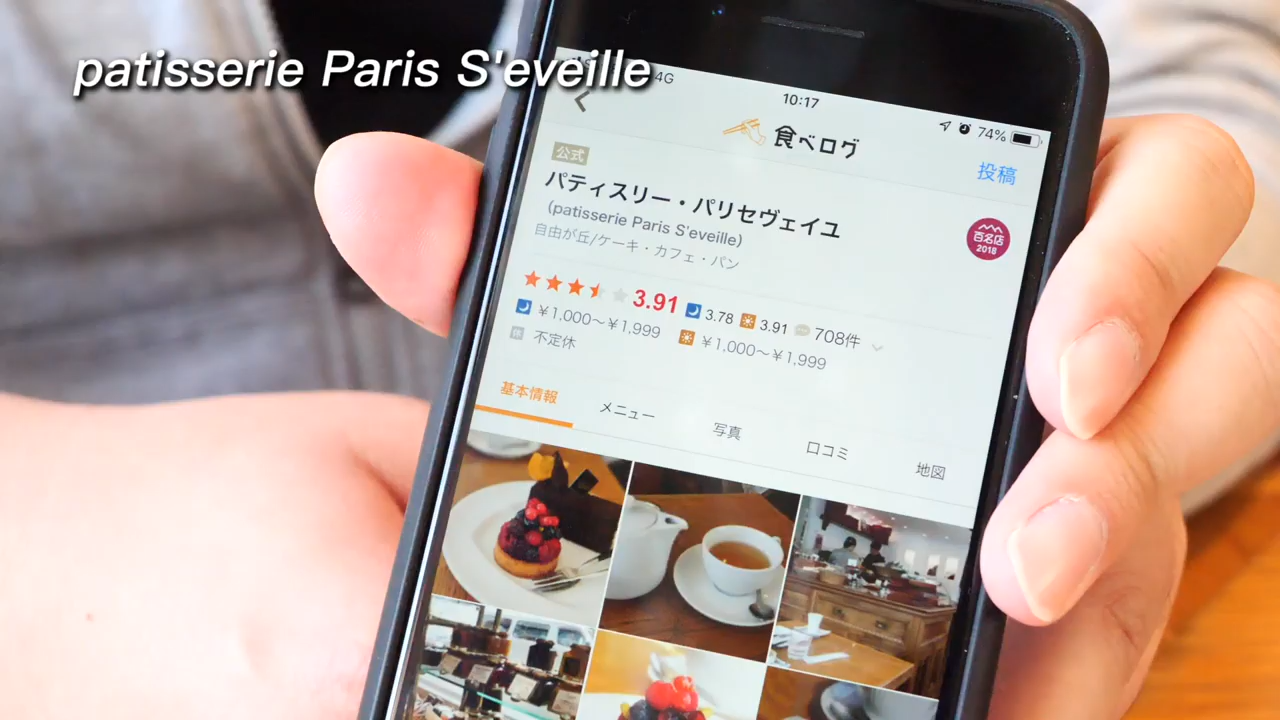 patisserie Paris S'eveille
4G
10:17
74%
食べログ
投稿
公式
パティスリー・パリセヴェイユ
(patisserie Paris S'eveille)
自由が丘/ケーキ・カフェ・パン
百名店
2018
3.91 3.78 3.91 708件
￥1,000～￥1,999 ￥1,000～￥1,999
休 不定休
基本情報 メニュー 写真 口コミ 地図